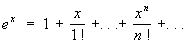 e^x = 1 + x/1! + . . . + x^n/n! + . . .